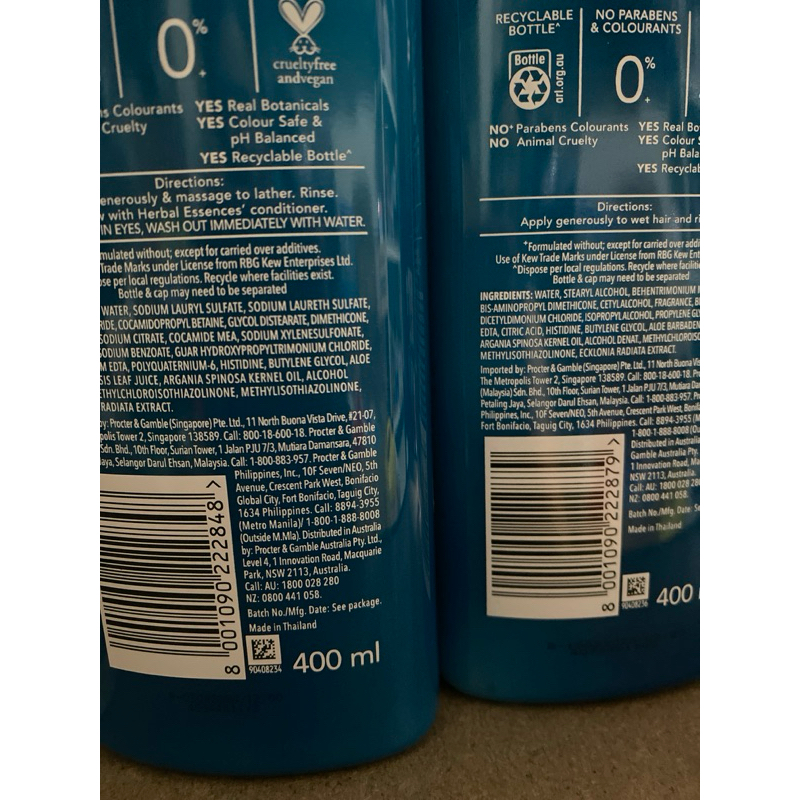 0%
+
crueltyfree
andvegan
s Colourants YES Real Botanicals
Cruelty YES Colour Safe &
pH Balanced
YES Recyclable Bottle^
Directions:
enerously & massage to lather. Rinse.
w with Herbal Essences' conditioner.
IN EYES, WASH OUT IMMEDIATELY WITH WATER.
mulated without; except for carried over additives.
Trade Marks under License from RBG Kew Enterprises Ltd.
ose per local regulations. Recycle where facilities exist.
Bottle & cap may need to be separated
WATER, SODIUM LAURYL SULFATE, SODIUM LAURETH SULFATE,
RIDE, COCAMIDOPROPYL BETAINE, GLYCOL DISTEARATE, DIMETHICONE,
SODIUM CITRATE, COCAMIDE MEA, SODIUM XYLENESULFONATE,
SODIUM BENZOATE, GUAR HYDROXYPROPYLTRIMONIUM CHLORIDE,
M EDTA, POLYQUATERNIUM-6, HISTIDINE, BUTYLENE GLYCOL, ALOE
SIS LEAF JUICE, ARGANIA SPINOSA KERNEL OIL, ALCOHOL
ETHYLCHLOROISOTHIAZOLINONE, METHYLISOTHIAZOLINONE,
RADIATA EXTRACT.
by: Procter & Gamble (Singapore) Pte. Ltd., 11 North Buona Vista Drive, #21-07,
polis Tower 2, Singapore 138589. Call: 800-18-600-18. Procter & Gamble
Sdn. Bhd., 10th Floor, Surian Tower, 1 Jalan PJU 7/3, Mutiara Damansara, 47810
aya, Selangor Darul Ehsan, Malaysia. Call: 1-800-883-957. Procter & Gamble
Philippines, Inc., 10F Seven/NEO, 5th
Avenue, Crescent Park West, Bonifacio
Global City, Fort Bonifacio, Taguig City,
1634 Philippines. Call: 8894-3955
(Metro Manila)/ 1-800-1-888-8008
(Outside M.Mla). Distributed in Australia
by: Procter & Gamble Australia Pty. Ltd.,
Level 4, 1 Innovation Road, Macquarie
Park, NSW 2113, Australia.
Call: AU: 1800 028 280
NZ: 0800 441 058.
Batch No./Mfg. Date: See package.
Made in Thailand
8 001090 222848 >
90408234
400 ml
RECYCLABLE
BOTTLE^
NO PARABENS
& COLOURANTS
Bottle
arl.org.au
0%
+
NO+ Parabens Colourants YES Real Bo
NO Animal Cruelty YES Colour S
pH Bala
YES Recyclab
Directions:
Apply generously to wet hair and ri
+Formulated without; except for carried over addi
Use of Kew Trade Marks under License from RBG Kew Ent
^Dispose per local regulations. Recycle where faciliti
Bottle & cap may need to be separated
INGREDIENTS: WATER, STEARYL ALCOHOL, BEHENTRIMONIUM M
BIS-AMINOPROPYL DIMETHICONE, CETYL ALCOHOL, FRAGRANCE, B
DICETYLDIMONIUM CHLORIDE, ISOPROPYL ALCOHOL, PROPYLENE G
EDTA, CITRIC ACID, HISTIDINE, BUTYLENE GLYCOL, ALOE BARBADEN
ARGANIA SPINOSA KERNEL OIL, ALCOHOL DENAT., METHYLCHLOROIS
METHYLISOTHIAZOLINONE, ECKLONIA RADIATA EXTRACT.
Imported by: Procter & Gamble (Singapore) Pte. Ltd., 11 North Buona Vis
The Metropolis Tower 2, Singapore 138589. Call: 800-18-600-18. P
(Malaysia) Sdn. Bhd., 10th Floor, Surian Tower, 1 Jalan PJU 7/3, Mutiara Da
Petaling Jaya, Selangor Darul Ehsan, Malaysia. Call: 1-800-883-957. Pr
Philippines, Inc., 10F Seven/NEO, 5th Avenue, Crescent Park West, Bonif
Fort Bonifacio, Taguig City, 1634 Philippines. Call: 8894-3955 (M
1-800-1-888-8008 (Ou
Distributed in Australia
Gamble Australia Pty. L
1 Innovation Road, Ma
NSW 2113, Australia.
Call: AU: 1800 028 280
NZ: 0800 441 058.
Batch No./Mfg. Date: Se
Made in Thailand
8 001090 222879 >
90408236
400